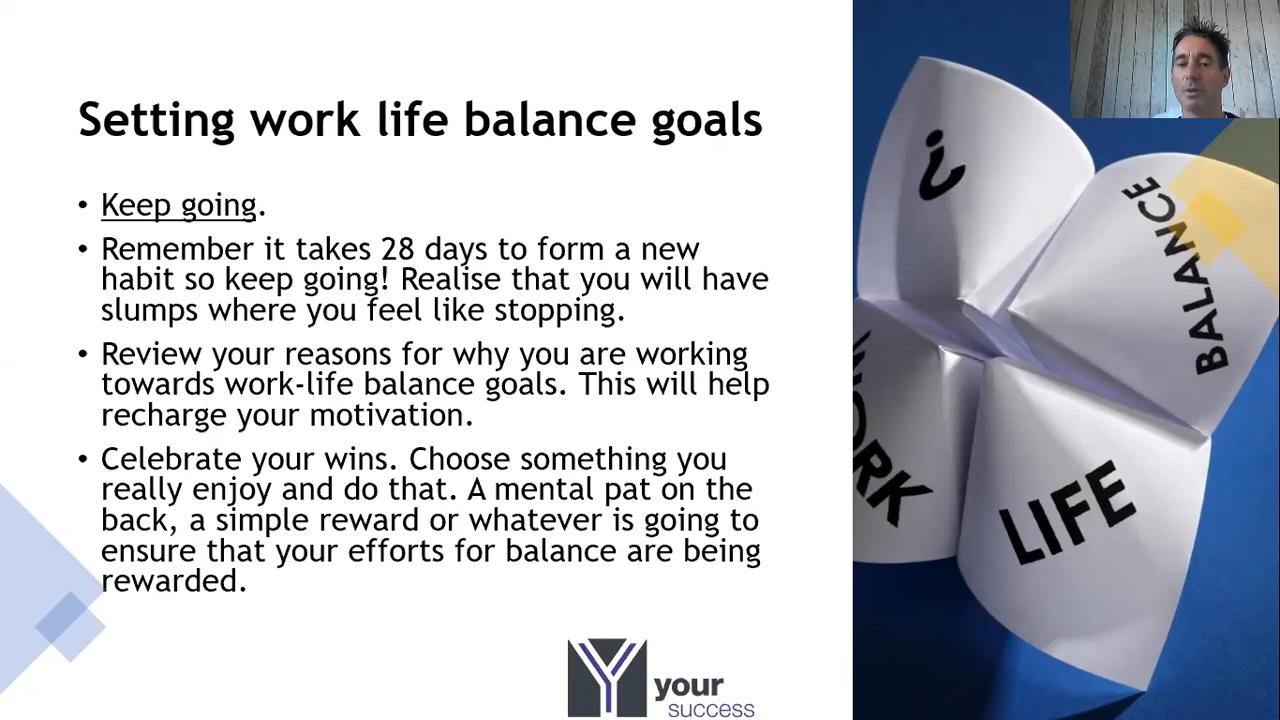 Setting work life balance goals
• Keep going.
• Remember it takes 28 days to form a new
habit so keep going! Realise that you will have
slumps where you feel like stopping.
• Review your reasons for why you are working
towards work-life balance goals. This will help
recharge your motivation.
• Celebrate your wins. Choose something you
really enjoy and do that. A mental pat on the
back, a simple reward or whatever is going to
ensure that your efforts for balance are being
rewarded.
?
BALANCE
WORK
LIFE
Y your
success